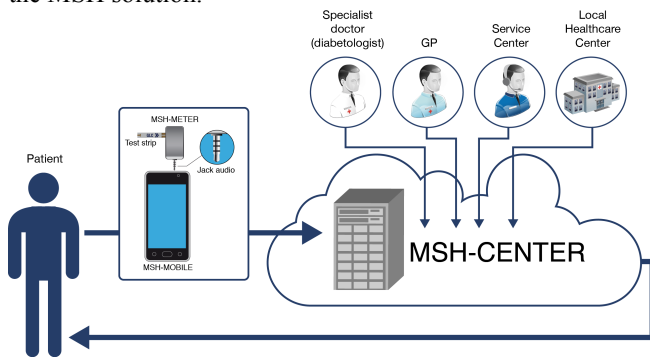 the MSH solution.
Specialist
doctor
(diabetologist)
GP
Service
Center
Local
Healthcare
Center
MSH-METER
Test strip
Jack audio
Patient
MSH-MOBILE
MSH-CENTER